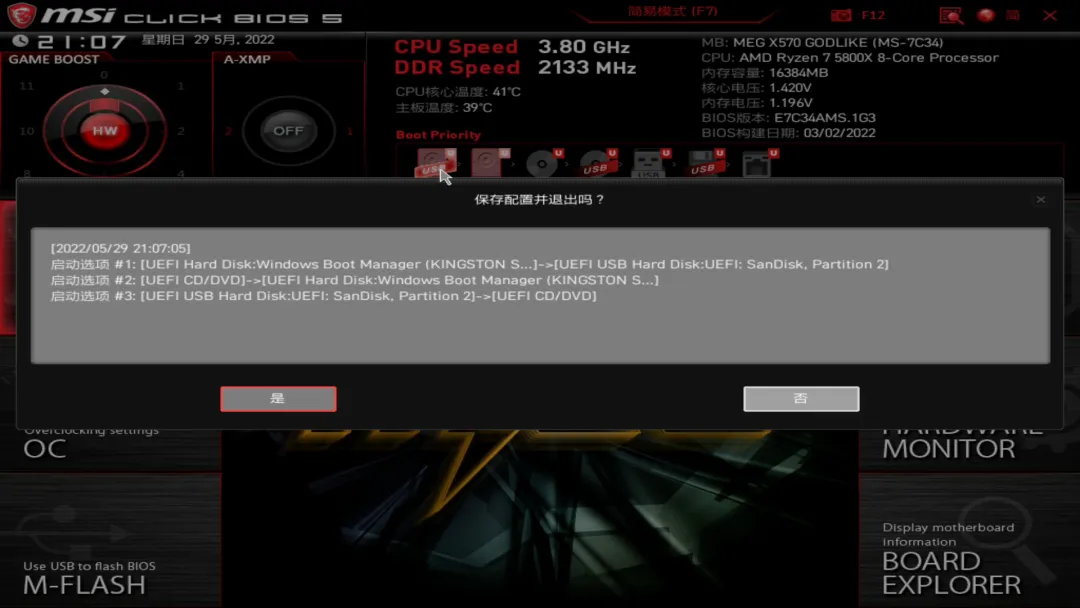 msi CLICK BIOS 5
简易模式 (F7)
F12
简
21:07 星期日 29 5月, 2022
GAME BOOST
A-XMP
11
0
1
10
HW
2
8
4
2
OFF
1
CPU Speed 3.80 GHz
DDR Speed 2133 MHz
CPU核心温度: 41°C
主板温度: 39°C
Boot Priority
U
U
U
U
U
U
U
USB
USB
USB
USB
MB: MEG X570 GODLIKE (MS-7C34)
CPU: AMD Ryzen 7 5800X 8-Core Processor
内存容量: 16384MB
核心电压: 1.420V
内存电压: 1.196V
BIOS版本: E7C34AMS.1G3
BIOS构建日期: 03/02/2022
保存配置并退出吗？
[2022/05/29 21:07:05]
启动选项 #1: [UEFI Hard Disk:Windows Boot Manager (KINGSTON S...]->[UEFI USB Hard Disk:UEFI: SanDisk, Partition 2]
启动选项 #2: [UEFI CD/DVD]->[UEFI Hard Disk:Windows Boot Manager (KINGSTON S...]
启动选项 #3: [UEFI USB Hard Disk:UEFI: SanDisk, Partition 2]->[UEFI CD/DVD]
是
否
Overclocking settings
OC
HARDWARE
MONITOR
Use USB to flash BIOS
M-FLASH
Display motherboard
information
BOARD
EXPLORER